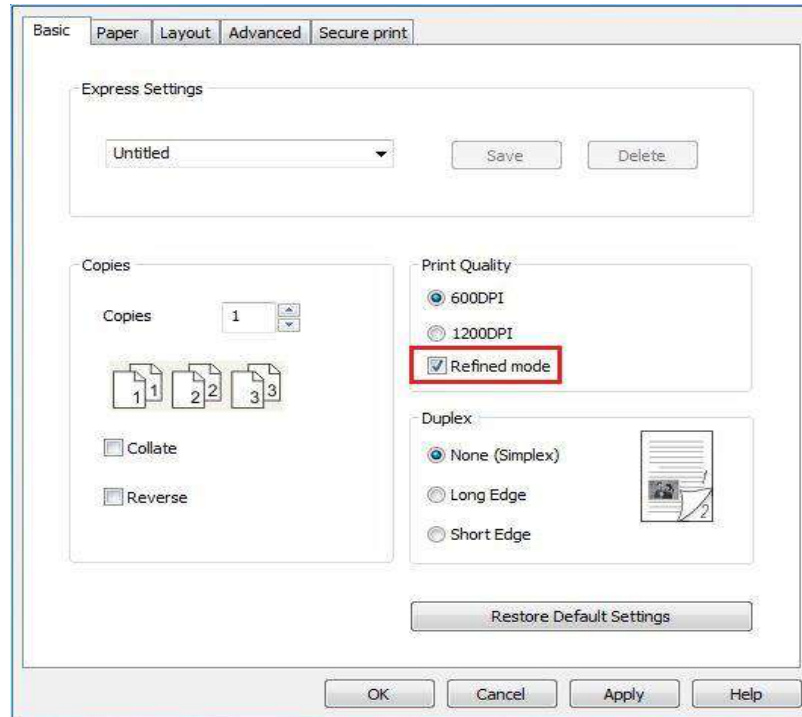 Basic Paper Layout Advanced Secure print
Express Settings
Untitled Save Delete
Copies
Copies 1
1 1 2 2 3 3
Collate
Reverse
Print Quality
600DPI
1200DPI
Refined mode
Duplex
None (Simplex)
Long Edge
Short Edge
1
2
Restore Default Settings
OK Cancel Apply Help